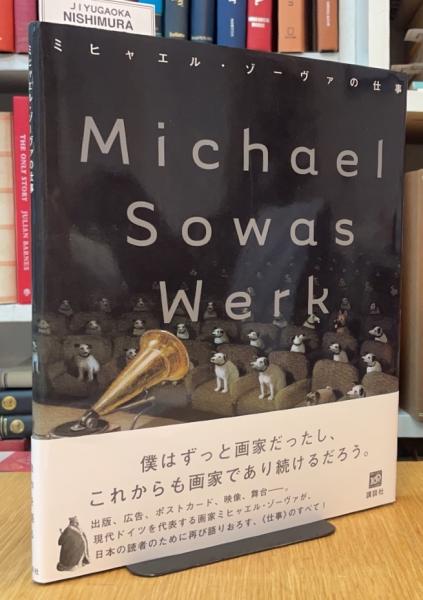 JIYUGAOKA
NISHIMURA
ミヒャエル・ゾーヴァの仕事
Michael
Sowas
Werk
THE ONLY STORY
JULIAN BARNES
僕はずっと画家だったし、
これからも画家であり続けるだろう。
出版、広告、ポストカード、映像、舞台――。
現代ドイツを代表する画家ミヒャエル・ゾーヴァが、
日本の読者のために再び語りおろす、《仕事》のすべて！
講談社